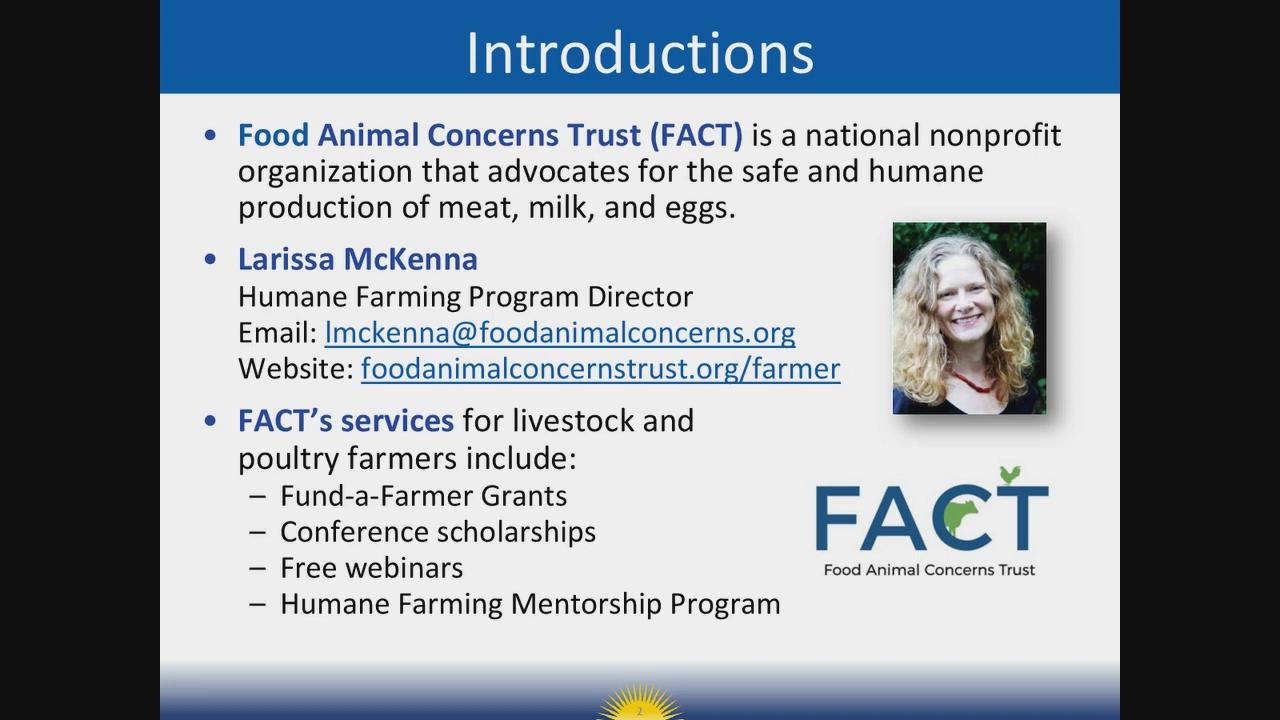 Introductions
• Food Animal Concerns Trust (FACT) is a national nonprofit
organization that advocates for the safe and humane
production of meat, milk, and eggs.
• Larissa McKenna
Humane Farming Program Director
Email: lmckenna@foodanimalconcerns.org
Website: foodanimalconcernstrust.org/farmer
• FACT’s services for livestock and
poultry farmers include:
– Fund-a-Farmer Grants
– Conference scholarships
– Free webinars
– Humane Farming Mentorship Program
FACT
Food Animal Concerns Trust
2